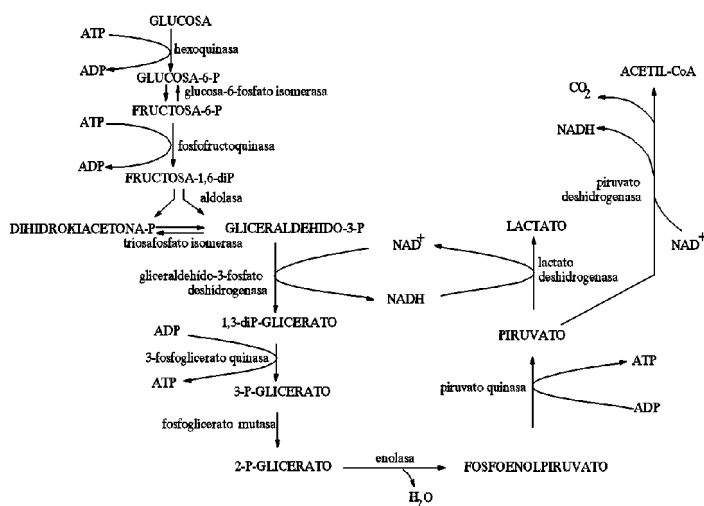 GLUCOSA
ATP
hexoquinasa
ADP
GLUCOSA-6-P
glucosa-6-fosfato isomerasa
FRUCTOSA-6-P
ATP
fosfofructoquinasa
ADP
FRUCTOSA-1,6-diP
aldolasa
DIHIDROKIACETONA-P
GLICERALDEHIDO-3-P
triosafosfato isomerasa
gliceraldehído-3-fosfato
deshidrogenasa
NAD+
NADH
LACTATO
lactato
deshidrogenasa
ACETIL-CoA
CO2
NADH
piruvato
deshidrogenasa
NAD+
1,3-diP-GLICERATO
ADP
3-fosfoglicerato quinasa
ATP
3-P-GLICERATO
fosfoglicerato mutasa
2-P-GLICERATO
enolasa
H2O
FOSFOENOLPIRUVATO
piruvato quinasa
ATP
ADP
PIRUVATO